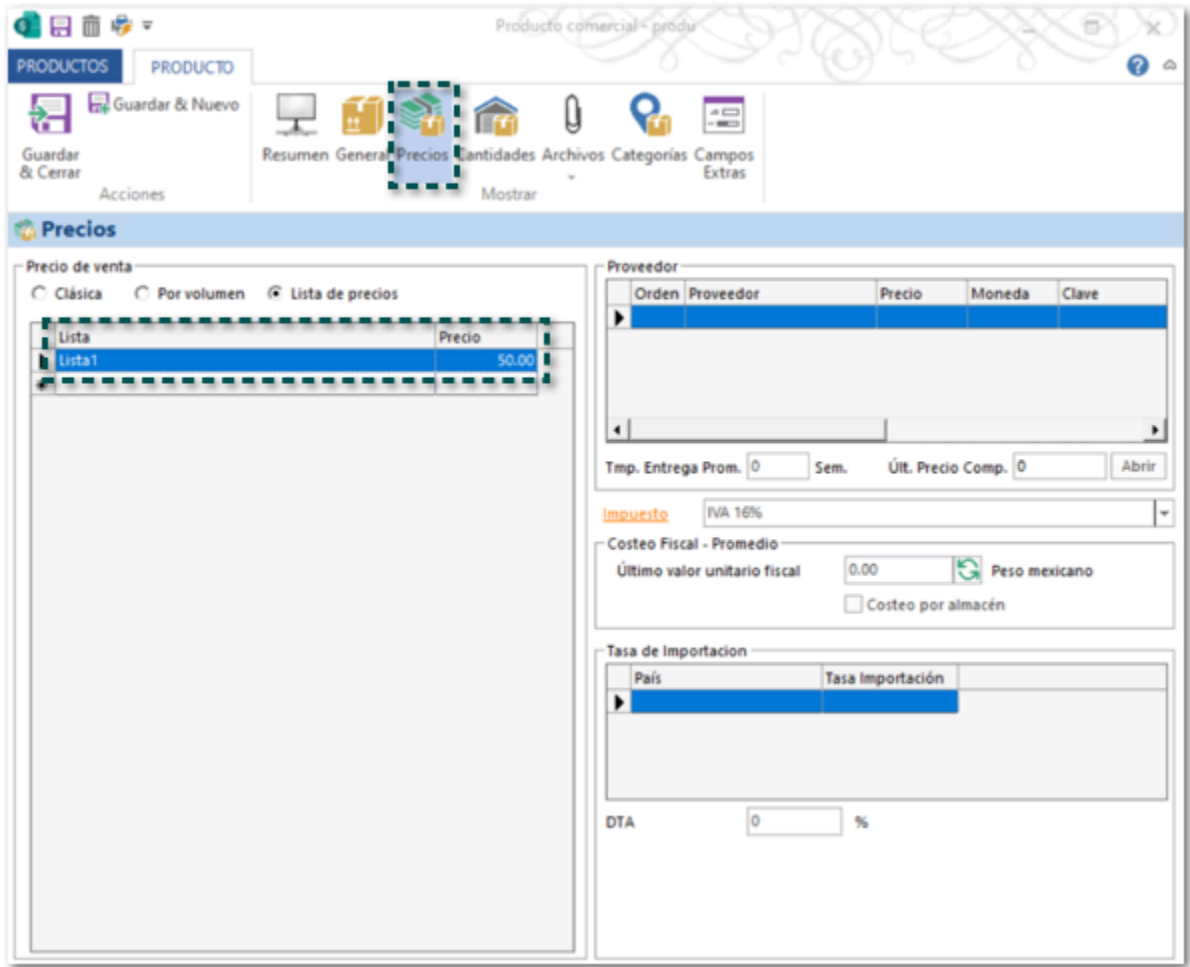 Producto comercial - produ
PRODUCTOS PRODUCTO
Guardar & Nuevo
Guardar & Cerrar
Resumen General Precios Cantidades Archivos Categorías Campos Extras
Acciones Mostrar
Precios
Precio de venta
Clásica Por volumen Lista de precios
Lista Precio
Lista1 50.00
Proveedor
Orden Proveedor Precio Moneda Clave
Tmp. Entrega Prom. 0 Sem. Últ. Precio Comp. 0 Abrir
Impuesto IVA 16%
Costeo Fiscal - Promedio
Último valor unitario fiscal 0.00 Peso mexicano
Costeo por almacén
Tasa de Importacion
País Tasa Importación
DTA 0 %